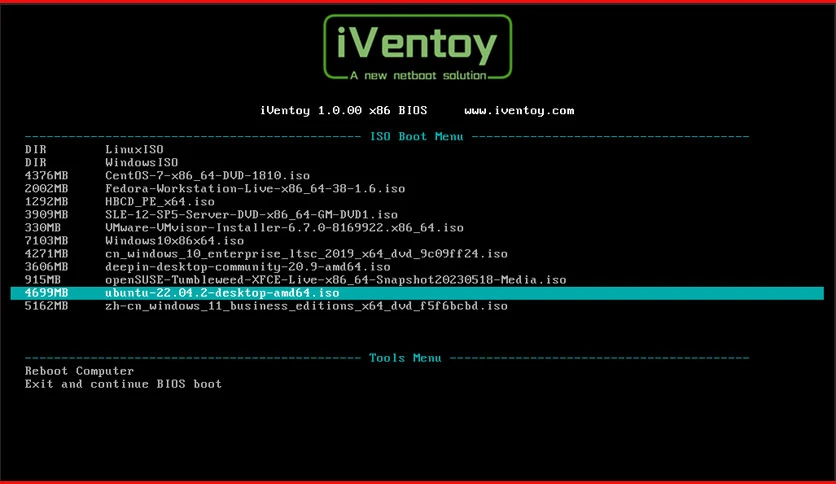 iVentoy
A new netboot solution
iVentoy 1.0.00 x86 BIOS www.iventoy.com
ISO Boot Menu
DIR LinuxISO
DIR WindowsISO
4376MB CentOS-7-x86_64-DVD-1810.iso
2002MB Fedora-Workstation-Live-x86_64-38-1.6.iso
1292MB HBCD_PE_x64.iso
3909MB SLE-12-SP5-Server-DVD-x86_64-GM-DVD1.iso
330MB VMware-VMvisor-Installer-6.7.0-8169922.x86_64.iso
7103MB Windows10x86x64.iso
4271MB cn_windows_10_enterprise_ltsc_2019_x64_dvd_9c09ff24.iso
3606MB deepin-desktop-community-20.9-amd64.iso
915MB openSUSE-Tumbleweed-XFCE-Live-x86_64-Snapshot20230518-Media.iso
4699MB ubuntu-22.04.2-desktop-amd64.iso
5162MB zh-cn_windows_11_business_editions_x64_dvd_f5f6bcbd.iso
Tools Menu
Reboot Computer
Exit and continue BIOS boot